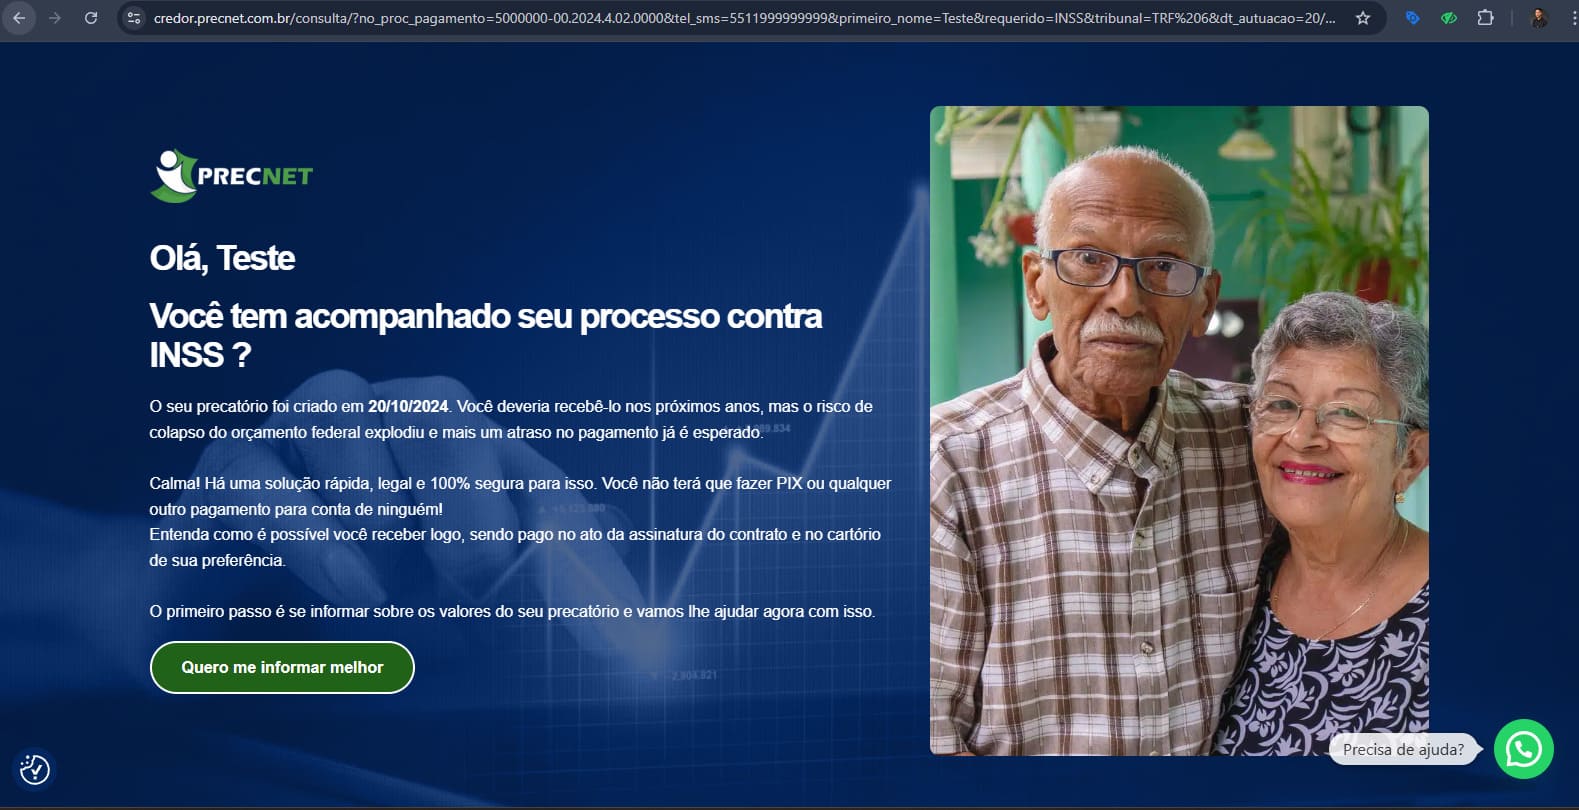 credor.precnet.com.br/consulta/?no_proc_pagamento=5000000-00.2024.4.02.0000&tel_sms=5511999999999&primeiro_nome=Teste&requerido=INSS&tribunal=TRF%206&dt_autuacao=20/...
PRECNET
Olá, Teste
Você tem acompanhado seu processo contra
INSS ?
O seu precatório foi criado em 20/10/2024. Você deveria recebê-lo nos próximos anos, mas o risco de
colapso do orçamento federal explodiu e mais um atraso no pagamento já é esperado.
Calma! Há uma solução rápida, legal e 100% segura para isso. Você não terá que fazer PIX ou qualquer
outro pagamento para conta de ninguém!
Entenda como é possível você receber logo, sendo pago no ato da assinatura do contrato e no cartório
de sua preferência.
O primeiro passo é se informar sobre os valores do seu precatório e vamos lhe ajudar agora com isso.
Quero me informar melhor
Precisa de ajuda?